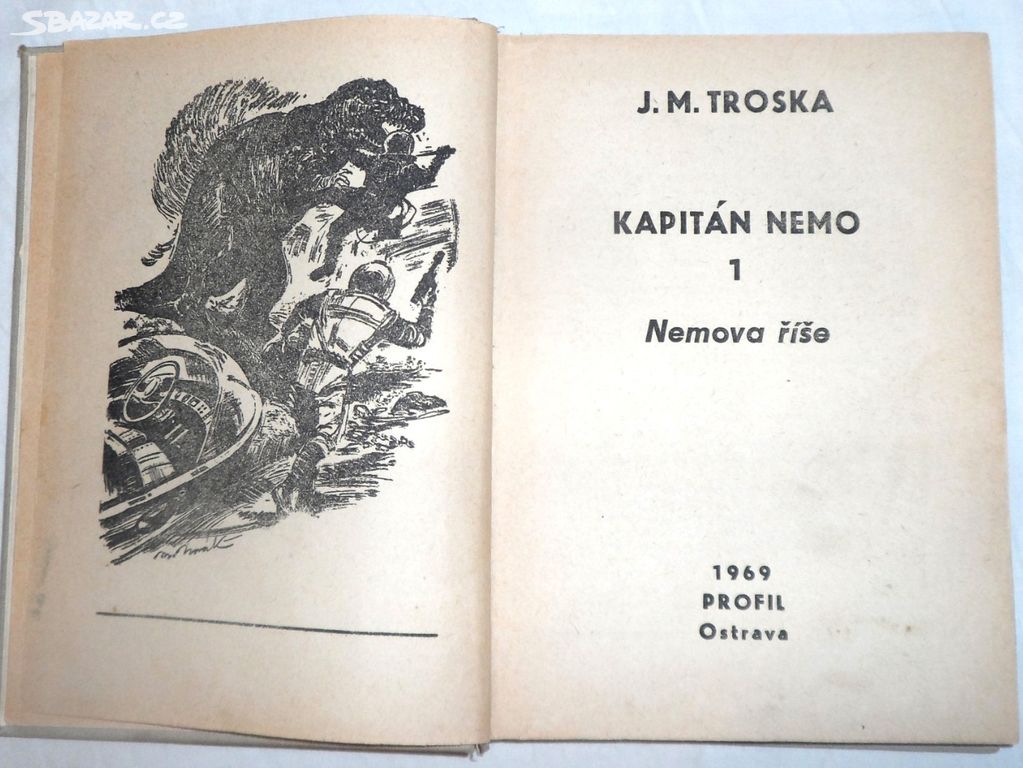 SBAZAR.CZ
J. M. TROSKA
KAPITÁN NEMO
1
Nemova říše
1969
PROFIL
Ostrava